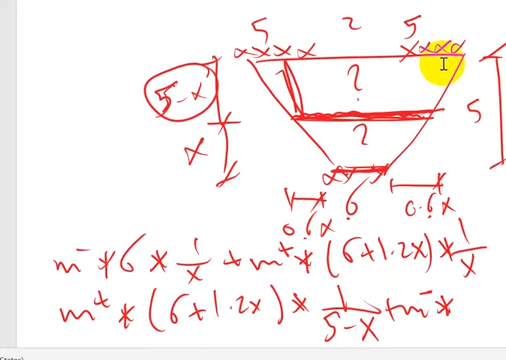 5 2 5
5-x
?
5
x
?
6
0.6x 0.6x
m⁻ * 6 * 1/x + m⁺ * (6+1.2x) * 1/x
m⁺ * (6+1.2x) * 1/(5-x) + m⁻ *
States)